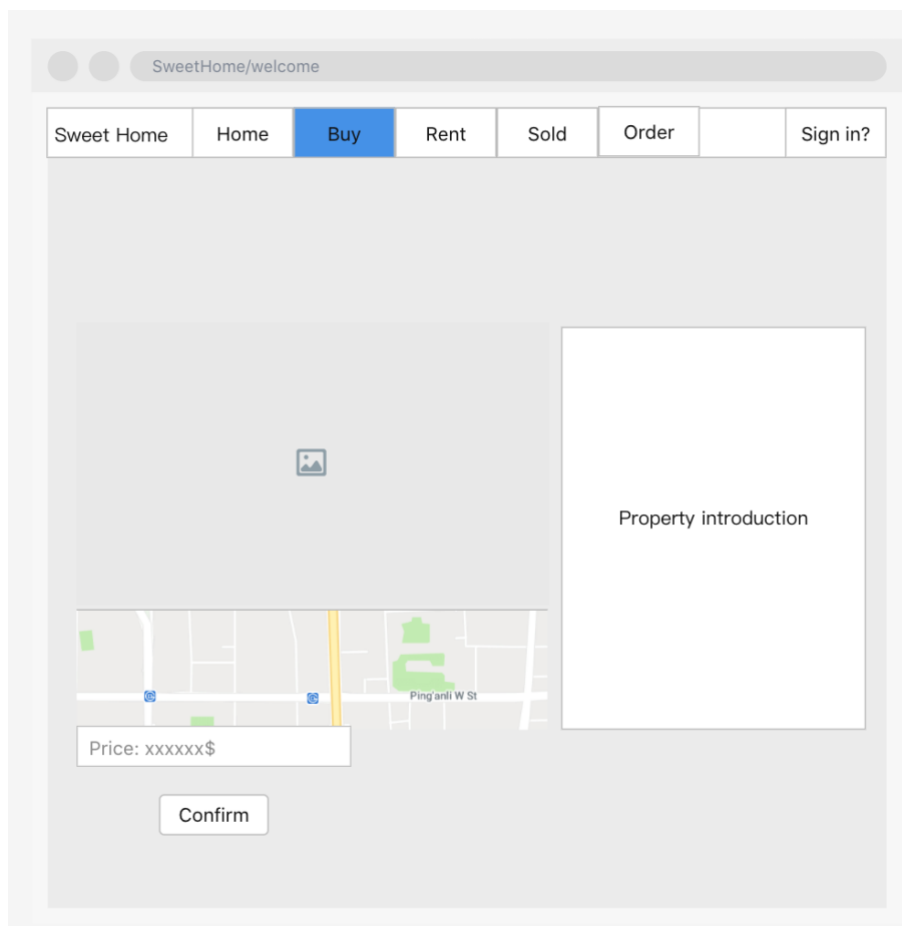 SweetHome/welcome
Sweet Home Home Buy Rent Sold Order Sign in?
Property introduction
Ping'anli W St
Price: xxxxxx$
Confirm